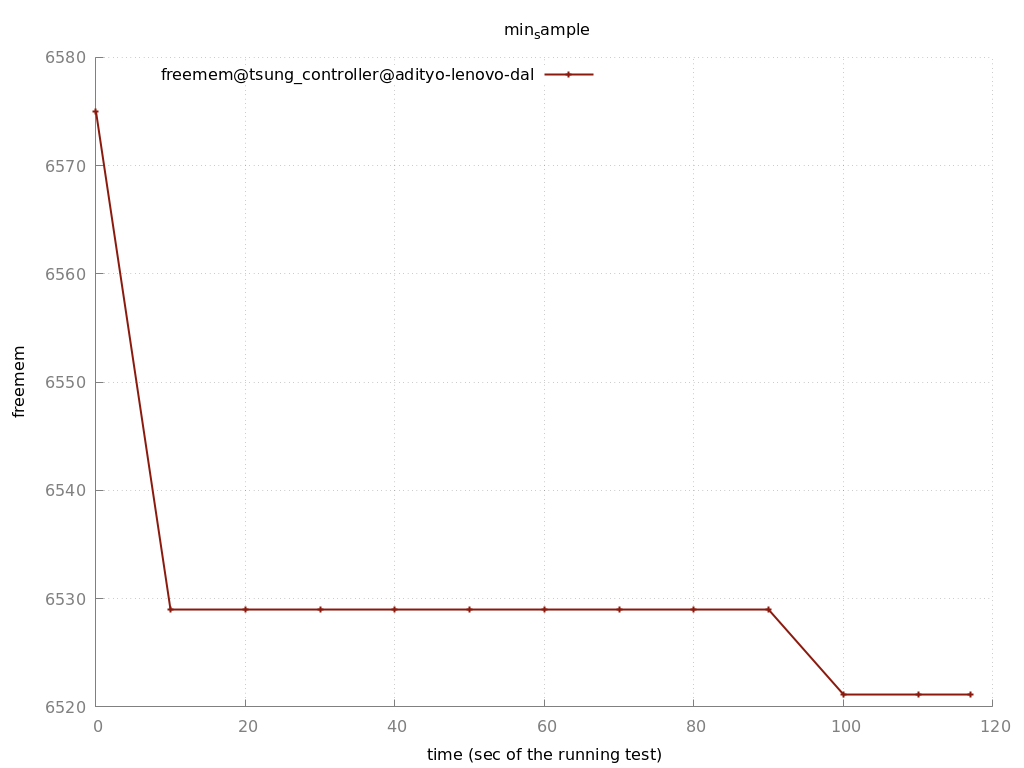 min_sample
6580
freemem@tsung_controller@adityo-lenovo-dal
6570
6560
6550
freemem
6540
6530
6520
0 20 40 60 80 100 120
time (sec of the running test)